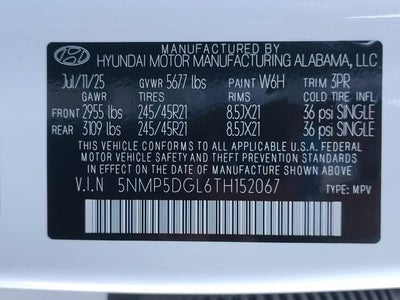 MANUFACTURED BY
HYUNDAI MOTOR MANUFACTURING ALABAMA, LLC
Jul/11/25 GVWR 5677 lbs PAINT W6H TRIM 3PR
GAWR TIRES RIMS COLD TIRE INFL
FRONT 2955 lbs 245/45R21 8.5JX21 36 psi SINGLE
REAR 3109 lbs 245/45R21 8.5JX21 36 psi SINGLE
THIS VEHICLE CONFORMS TO ALL APPLICABLE U.S.A. FEDERAL
MOTOR VEHICLE SAFETY AND THEFT PREVENTION STANDARDS
IN EFFECT ON THE DATE OF MANUFACTURE SHOWN ABOVE
V.I.N 5NMP5DGL6TH152067 TYPE: MPV